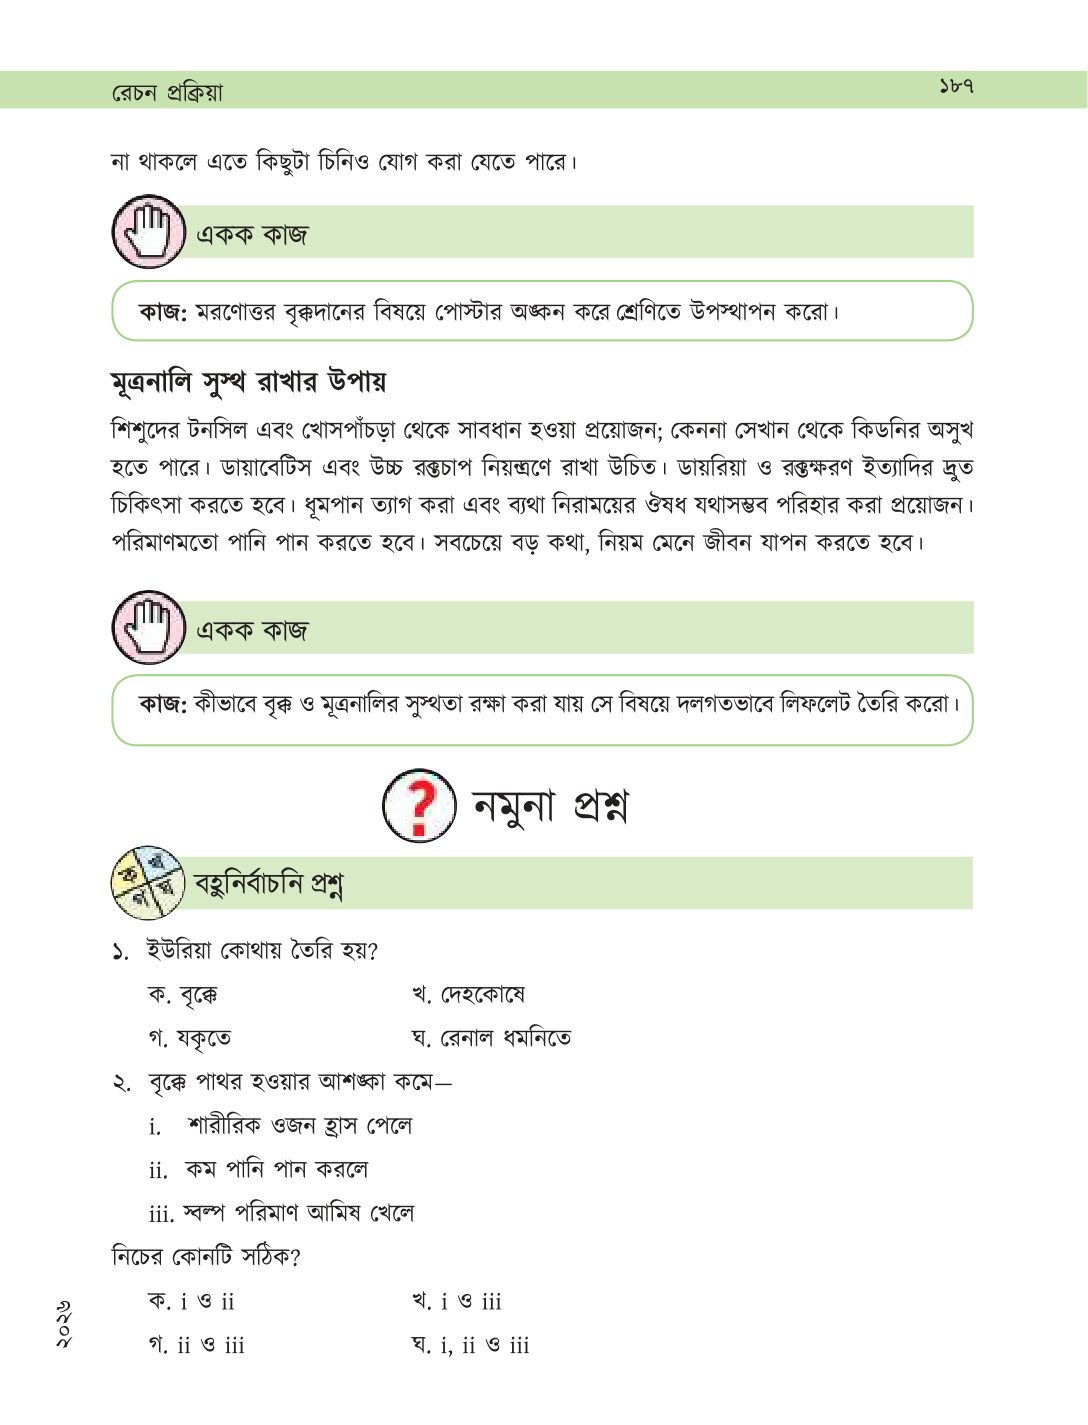 রেচন প্রক্রিয়া
১৮৭
না থাকলে এতে কিছুটা চিনিও যোগ করা যেতে পারে।
একক কাজ
কাজ: মরণোত্তর বৃক্কদানের বিষয়ে পোস্টার অঙ্কন করে শ্রেণিতে উপস্থাপন করো।
মূত্রনালি সুস্থ রাখার উপায়
শিশুদের টনসিল এবং খোসপাঁচড়া থেকে সাবধান হওয়া প্রয়োজন; কেননা সেখান থেকে কিডনির অসুখ
হতে পারে। ডায়াবেটিস এবং উচ্চ রক্তচাপ নিয়ন্ত্রণে রাখা উচিত। ডায়রিয়া ও রক্তক্ষরণ ইত্যাদির দ্রুত
চিকিৎসা করতে হবে। ধূমপান ত্যাগ করা এবং ব্যথা নিরাময়ের ঔষধ যথাসম্ভব পরিহার করা প্রয়োজন।
পরিমাণমতো পানি পান করতে হবে। সবচেয়ে বড় কথা, নিয়ম মেনে জীবন যাপন করতে হবে।
একক কাজ
কাজ: কীভাবে বৃক্ক ও মূত্রনালির সুস্থতা রক্ষা করা যায় সে বিষয়ে দলগতভাবে লিফলেট তৈরি করো।
? নমুনা প্রশ্ন
ক খ গ ঘ
বহুনির্বাচনি প্রশ্ন
১. ইউরিয়া কোথায় তৈরি হয়?
ক. বৃক্কে খ. দেহকোষে
গ. যকৃতে ঘ. রেনাল ধমনিতে
২. বৃক্কে পাথর হওয়ার আশঙ্কা কমে—
i. শারীরিক ওজন হ্রাস পেলে
ii. কম পানি পান করলে
iii. স্বল্প পরিমাণ আমিষ খেলে
নিচের কোনটি সঠিক?
ক. i ও ii খ. i ও iii
গ. ii ও iii ঘ. i, ii ও iii
২০২৬